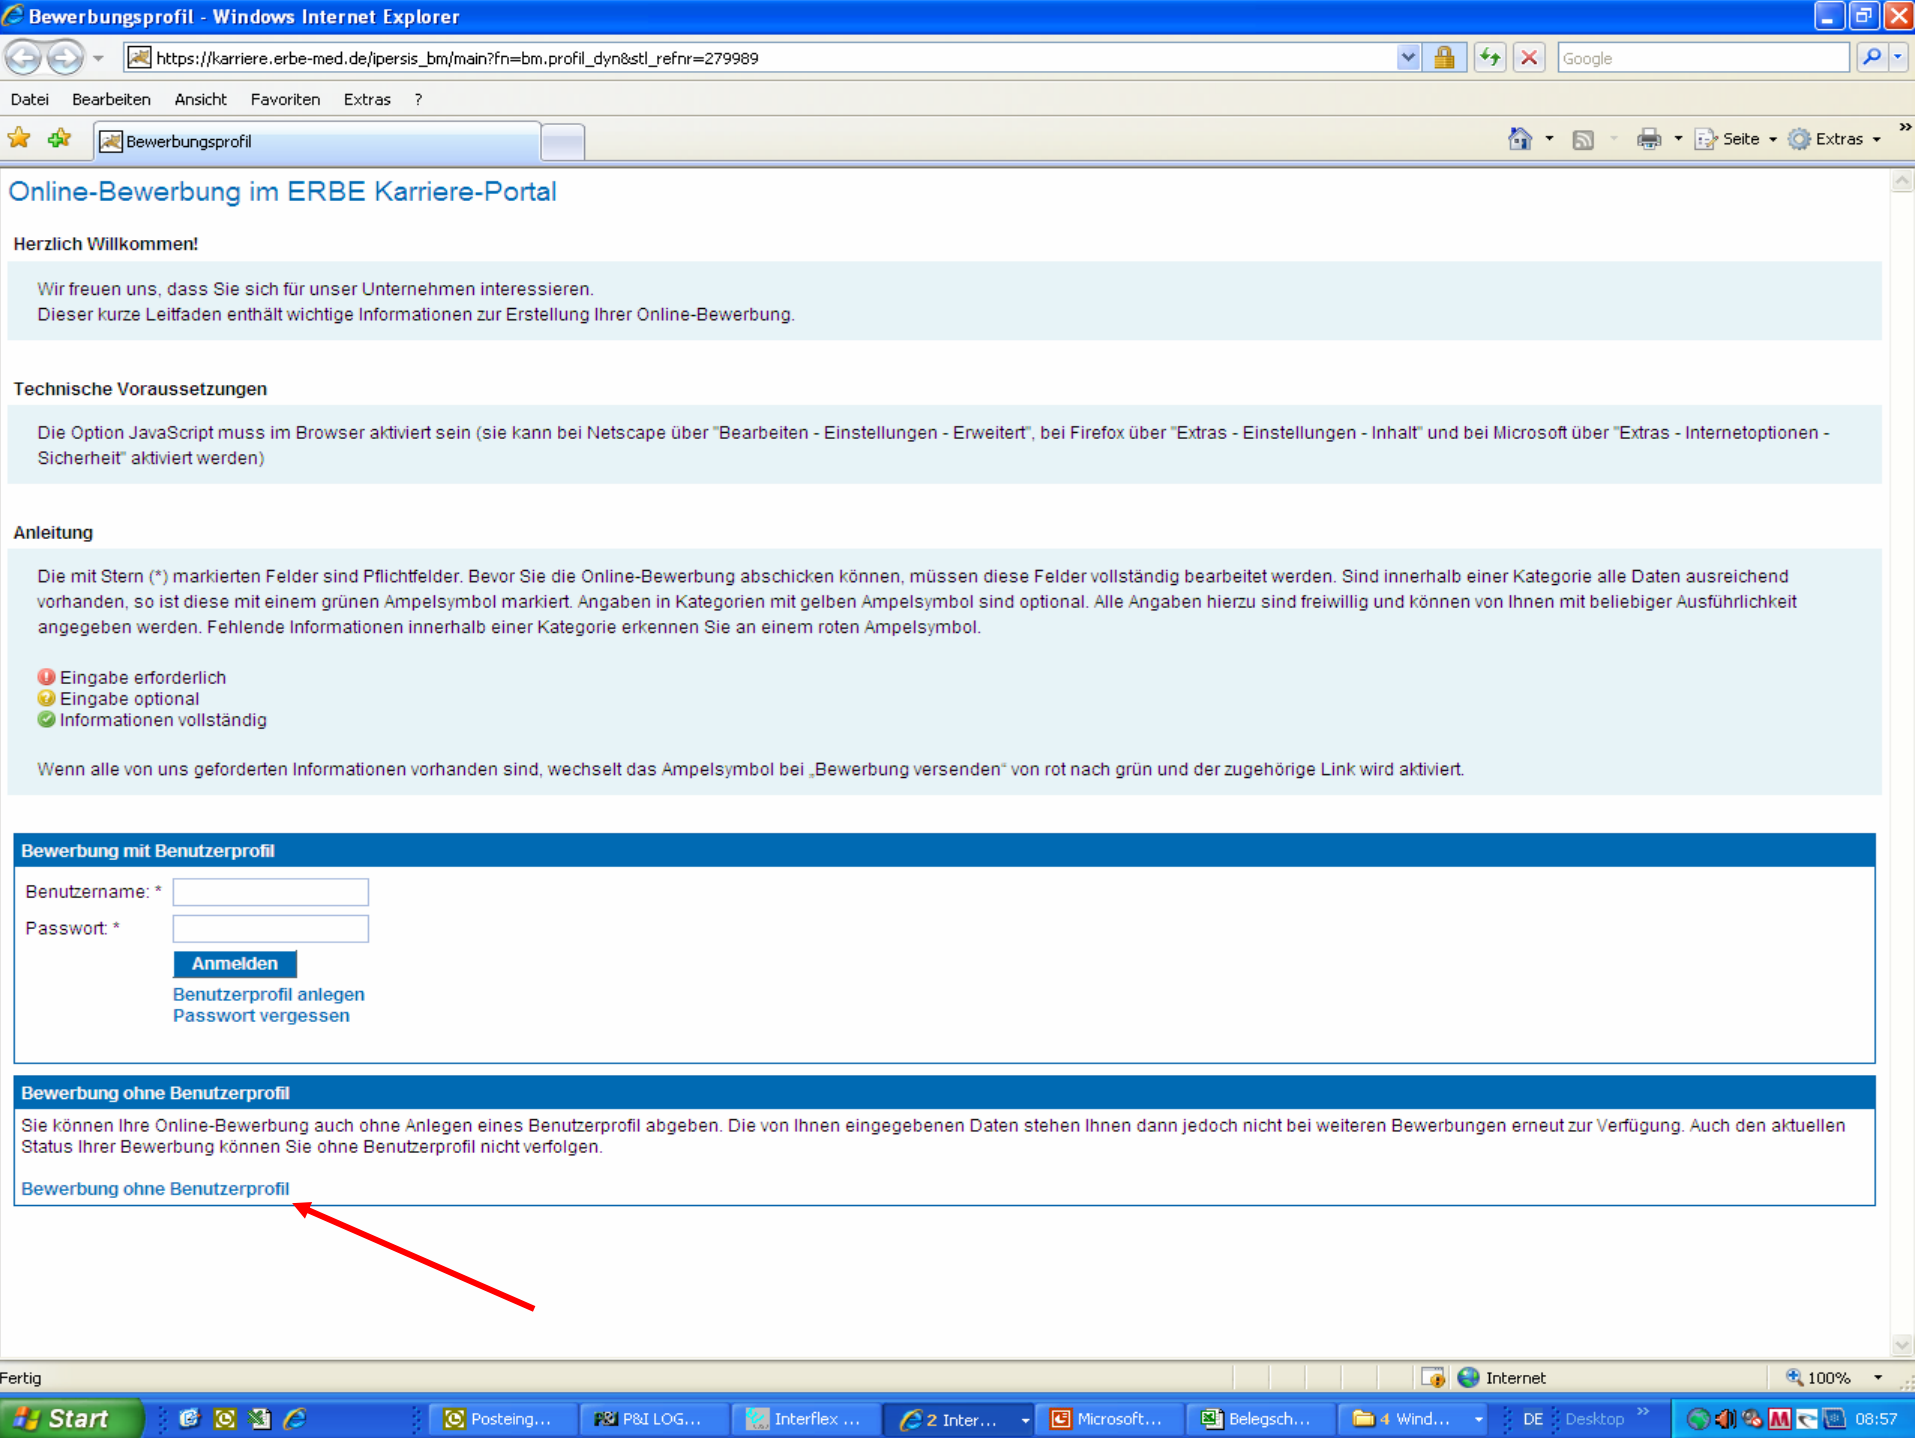 Bewerbungsprofil - Windows Internet Explorer
https://karriere.erbe-med.de/ipersis_bm/main?fn=bm.profil_dyn&stl_refnr=279989
Google
Datei Bearbeiten Ansicht Favoriten Extras ?
Bewerbungsprofil
Seite Extras »
Online-Bewerbung im ERBE Karriere-Portal
Herzlich Willkommen!
Wir freuen uns, dass Sie sich für unser Unternehmen interessieren.
Dieser kurze Leitfaden enthält wichtige Informationen zur Erstellung Ihrer Online-Bewerbung.
Technische Voraussetzungen
Die Option JavaScript muss im Browser aktiviert sein (sie kann bei Netscape über "Bearbeiten - Einstellungen - Erweitert", bei Firefox über "Extras - Einstellungen - Inhalt" und bei Microsoft über "Extras - Internetoptionen -
Sicherheit" aktiviert werden)
Anleitung
Die mit Stern (*) markierten Felder sind Pflichtfelder. Bevor Sie die Online-Bewerbung abschicken können, müssen diese Felder vollständig bearbeitet werden. Sind innerhalb einer Kategorie alle Daten ausreichend
vorhanden, so ist diese mit einem grünen Ampelsymbol markiert. Angaben in Kategorien mit gelben Ampelsymbol sind optional. Alle Angaben hierzu sind freiwillig und können von Ihnen mit beliebiger Ausführlichkeit
angegeben werden. Fehlende Informationen innerhalb einer Kategorie erkennen Sie an einem roten Ampelsymbol.
Eingabe erforderlich
Eingabe optional
Informationen vollständig
Wenn alle von uns geforderten Informationen vorhanden sind, wechselt das Ampelsymbol bei „Bewerbung versenden“ von rot nach grün und der zugehörige Link wird aktiviert.
Bewerbung mit Benutzerprofil
Benutzername: *
Passwort: *
Anmelden
Benutzerprofil anlegen
Passwort vergessen
Bewerbung ohne Benutzerprofil
Sie können Ihre Online-Bewerbung auch ohne Anlegen eines Benutzerprofil abgeben. Die von Ihnen eingegebenen Daten stehen Ihnen dann jedoch nicht bei weiteren Bewerbungen erneut zur Verfügung. Auch den aktuellen
Status Ihrer Bewerbung können Sie ohne Benutzerprofil nicht verfolgen.
Bewerbung ohne Benutzerprofil
Fertig Internet 100%
Start Posteing... P&I LOG... Interflex ... 2 Inter... Microsoft... Belegsch... 4 Wind... DE Desktop » 08:57